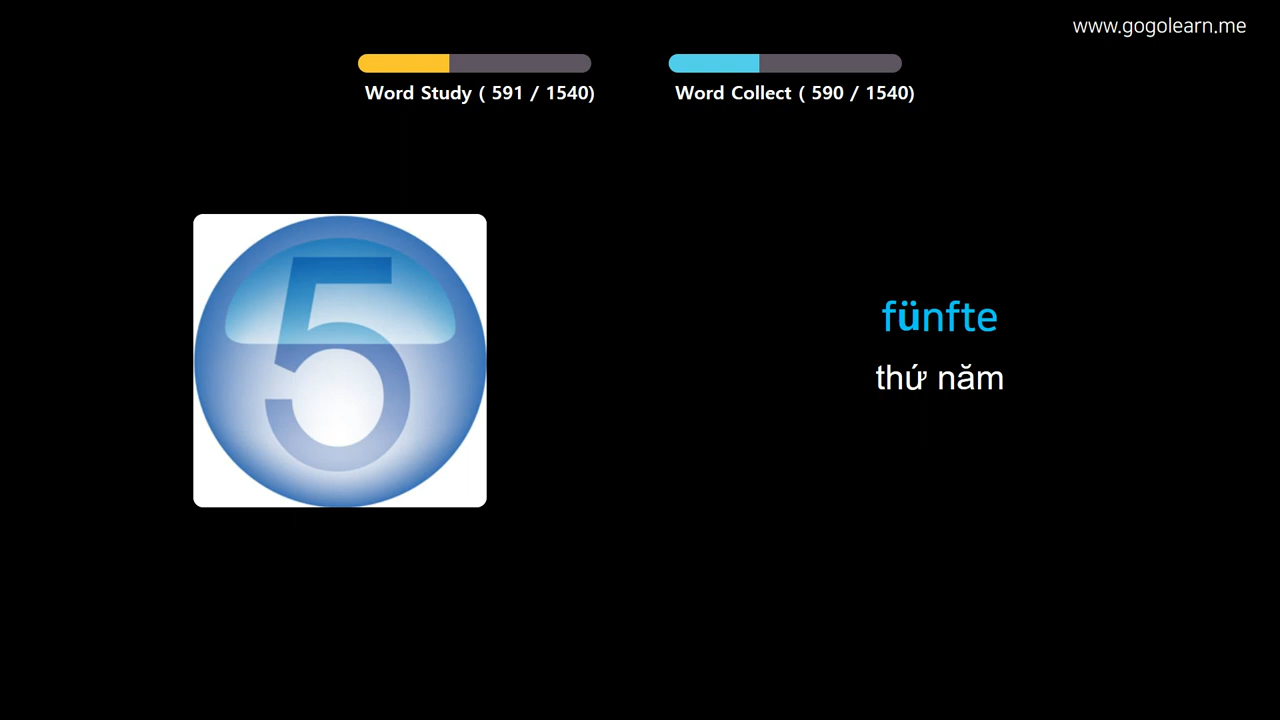 www.gogolearn.me
Word Study ( 591 / 1540)
Word Collect ( 590 / 1540)
5
fünfte
thứ năm